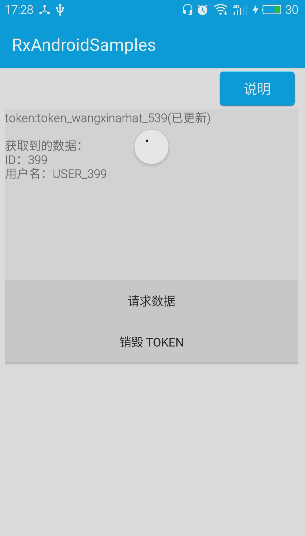 17:28 30
RxAndroidSamples
说明
token:token_wangxinarhat_539(已更新)
获取到的数据：
ID：399
用户名：USER_399
请求数据
销毁 TOKEN